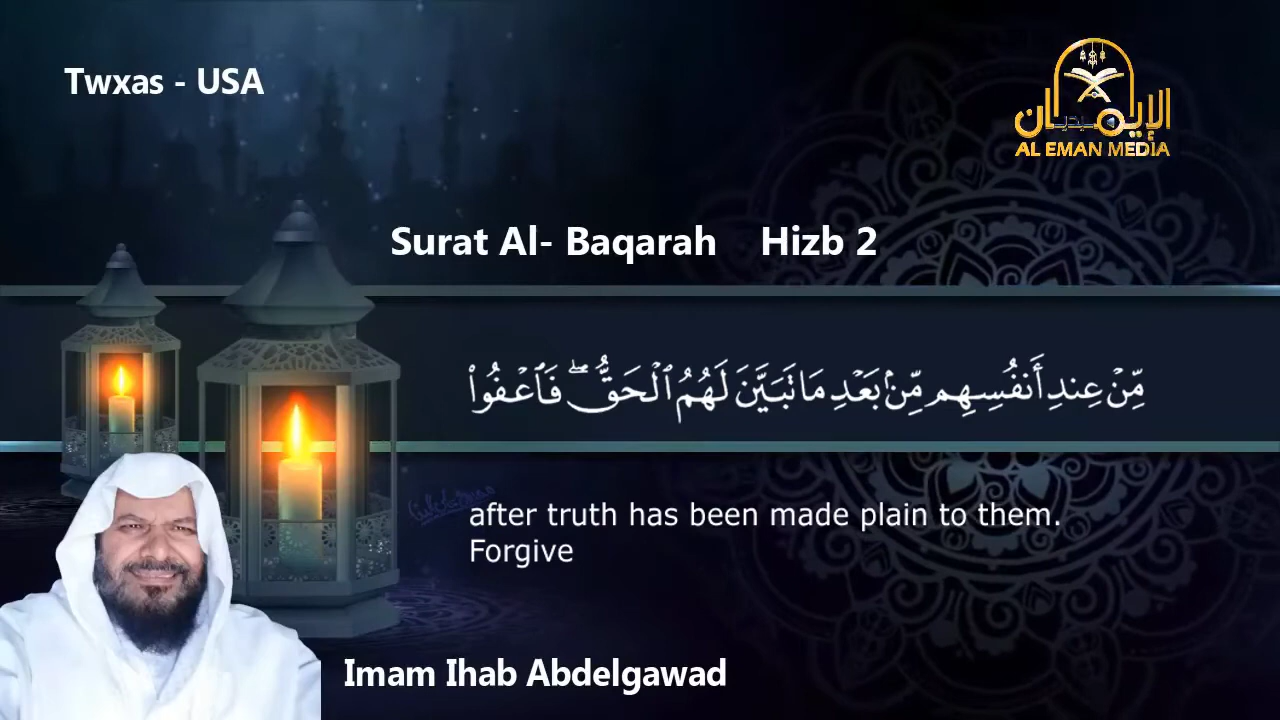 Twxas - USA
الإيمان
ميديا
AL EMAN MEDIA
Surat Al- Baqarah Hizb 2
مِّنْ عِندِ أَنفُسِهِم مِّنۢ بَعْدِ مَا تَبَيَّنَ لَهُمُ ٱلْحَقُّ ۖ فَٱعْفُوا۟
after truth has been made plain to them.
Forgive
Imam Ihab Abdelgawad